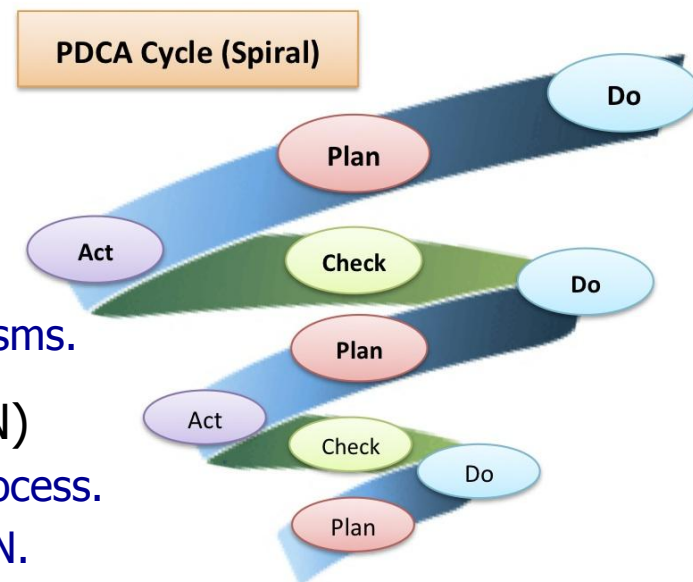 PDCA Cycle (Spiral)
Do
Plan
Act
Check
Do
sms.
Plan
Act
N)
Check
ocess.
Do
Plan
N.